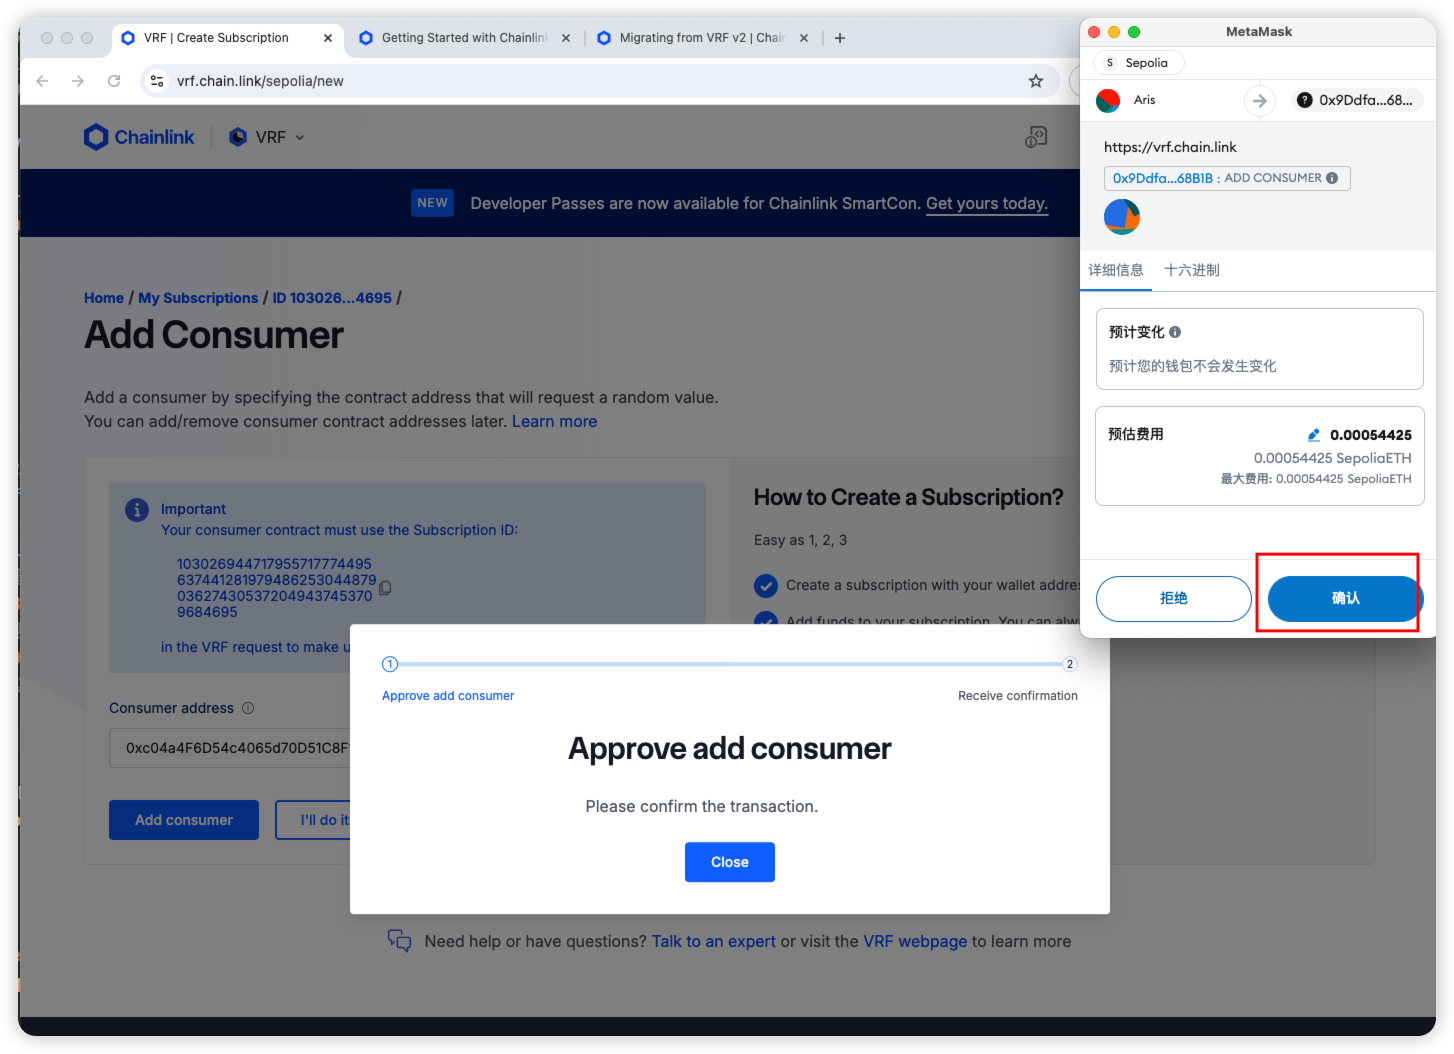 VRF | Create Subscription
Getting Started with Chainlink
Migrating from VRF v2 | Chain
vrf.chain.link/sepolia/new
Chainlink
VRF
NEW
Developer Passes are now available for Chainlink SmartCon. Get yours today.
Home / My Subscriptions / ID 103026...4695 /
Add Consumer
Add a consumer by specifying the contract address that will request a random value.
You can add/remove consumer contract addresses later. Learn more
Important
Your consumer contract must use the Subscription ID:
103026944717955717774495
637441281979486253044879
03627430537204943745370
9684695
in the VRF request to make u
Consumer address
0xc04a4F6D54c4065d70D51C8F
Add consumer
I'll do it
How to Create a Subscription?
Easy as 1, 2, 3
Create a subscription with your wallet addre
Add funds to your subscription. You can alw
1
2
Approve add consumer
Receive confirmation
Approve add consumer
Please confirm the transaction.
Close
Need help or have questions? Talk to an expert or visit the VRF webpage to learn more
MetaMask
S Sepolia
Aris
0x9Ddfa...68...
https://vrf.chain.link
0x9Ddfa...68B1B : ADD CONSUMER
详细信息
十六进制
预计变化
预计您的钱包不会发生变化
预估费用
0.00054425
0.00054425 SepoliaETH
最大费用: 0.00054425 SepoliaETH
拒绝
确认